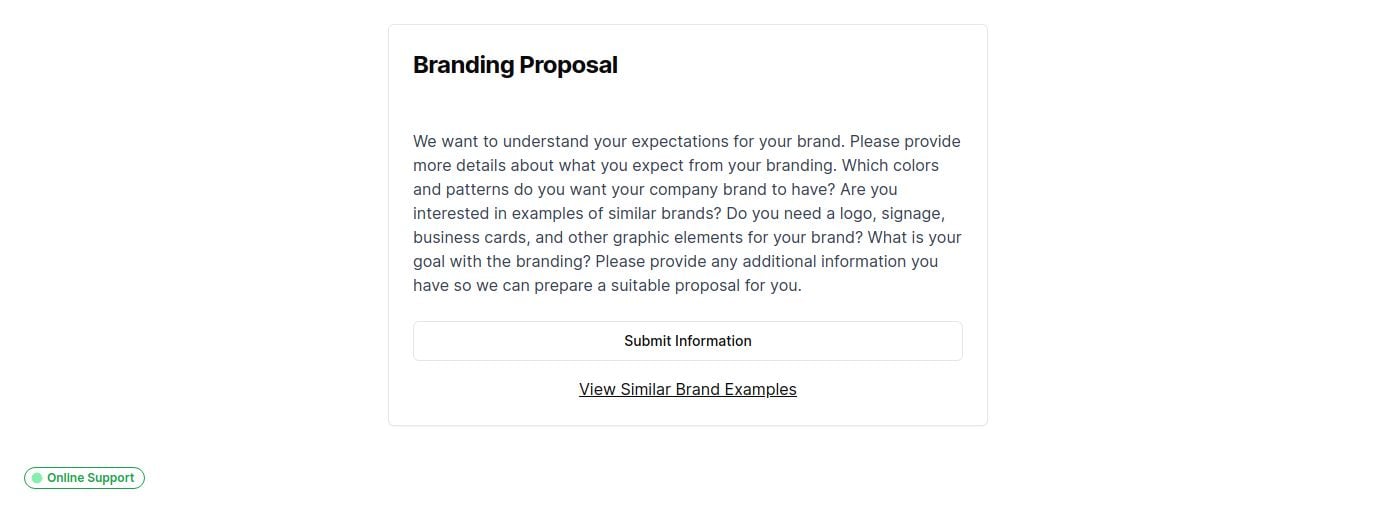 Branding Proposal
We want to understand your expectations for your brand. Please provide
more details about what you expect from your branding. Which colors
and patterns do you want your company brand to have? Are you
interested in examples of similar brands? Do you need a logo, signage,
business cards, and other graphic elements for your brand? What is your
goal with the branding? Please provide any additional information you
have so we can prepare a suitable proposal for you.
Submit Information
View Similar Brand Examples
Online Support